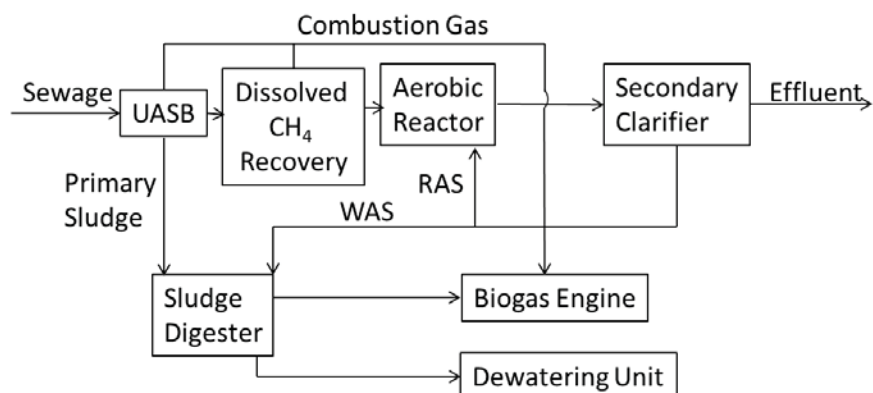 Combustion Gas
Sewage
UASB
Dissolved
CH₄
Recovery
Aerobic
Reactor
Secondary
Clarifier
Effluent
Primary
Sludge
RAS
WAS
Sludge
Digester
Biogas Engine
Dewatering Unit